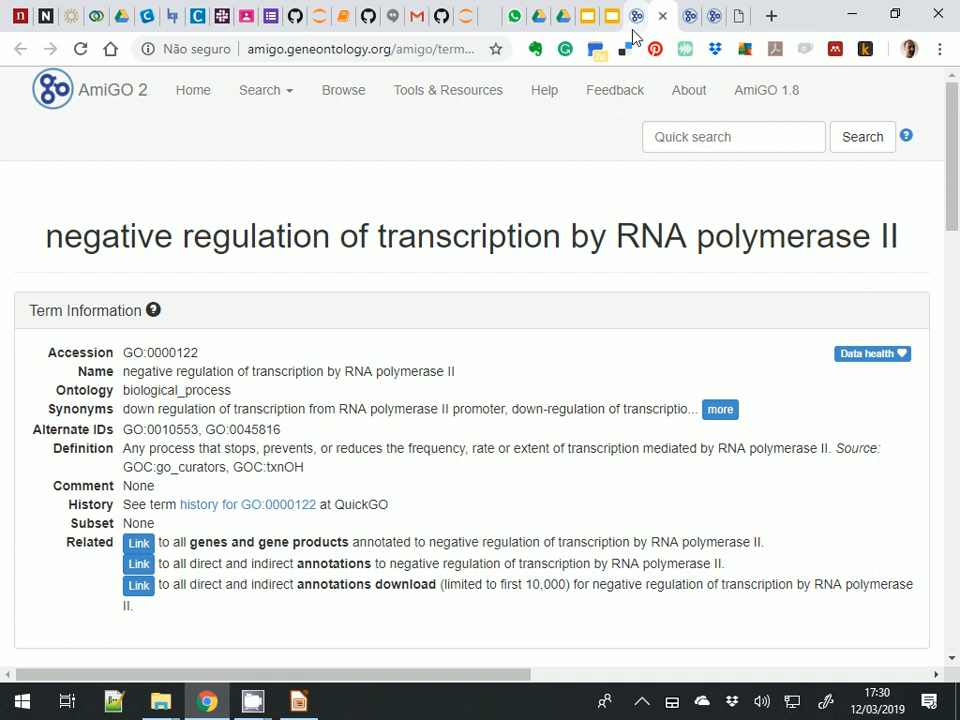 Não seguro amigo.geneontology.org/amigo/term...
AmiGO 2 Home Search Browse Tools & Resources Help Feedback About AmiGO 1.8
Quick search Search
negative regulation of transcription by RNA polymerase II
Term Information
Accession GO:0000122
Data health
Name negative regulation of transcription by RNA polymerase II
Ontology biological_process
Synonyms down regulation of transcription from RNA polymerase II promoter, down-regulation of transcriptio... more
Alternate IDs GO:0010553, GO:0045816
Definition Any process that stops, prevents, or reduces the frequency, rate or extent of transcription mediated by RNA polymerase II. Source:
GOC:go_curators, GOC:txnOH
Comment None
History See term history for GO:0000122 at QuickGO
Subset None
Related Link to all genes and gene products annotated to negative regulation of transcription by RNA polymerase II.
Link to all direct and indirect annotations to negative regulation of transcription by RNA polymerase II.
Link to all direct and indirect annotations download (limited to first 10,000) for negative regulation of transcription by RNA polymerase
II.
17:30
12/03/2019